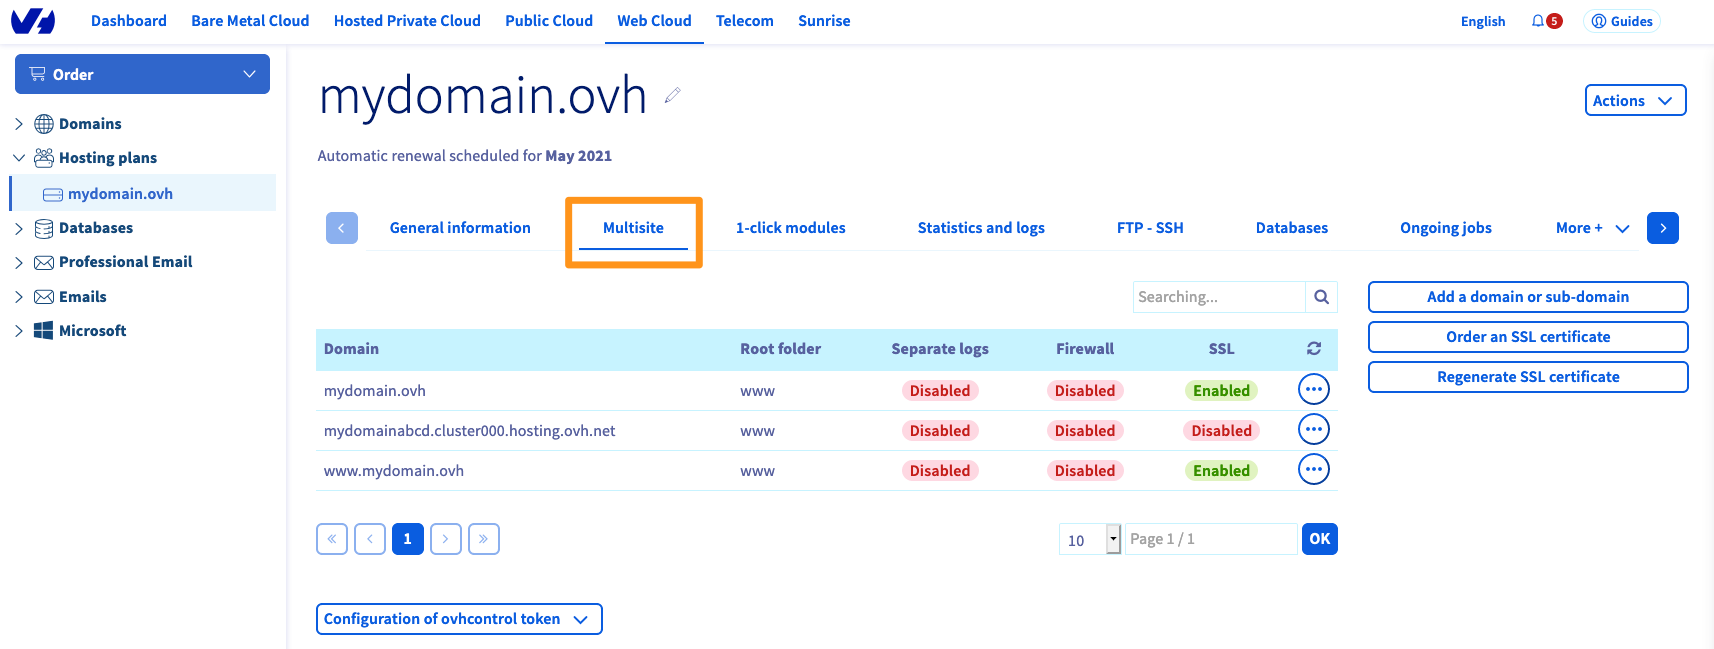 Dashboard Bare Metal Cloud Hosted Private Cloud Public Cloud Web Cloud Telecom Sunrise English 5 Guides
Order
Domains
Hosting plans
mydomain.ovh
Databases
Professional Email
Emails
Microsoft
mydomain.ovh
Actions
Automatic renewal scheduled for May 2021
General information Multisite 1-click modules Statistics and logs FTP - SSH Databases Ongoing jobs More +
Searching...
Add a domain or sub-domain
Order an SSL certificate
Regenerate SSL certificate
Domain Root folder Separate logs Firewall SSL
mydomain.ovh www Disabled Disabled Enabled
mydomainabcd.cluster000.hosting.ovh.net www Disabled Disabled Disabled
www.mydomain.ovh www Disabled Disabled Enabled
« ‹ 1 › » 10 Page 1 / 1 OK
Configuration of ovhcontrol token